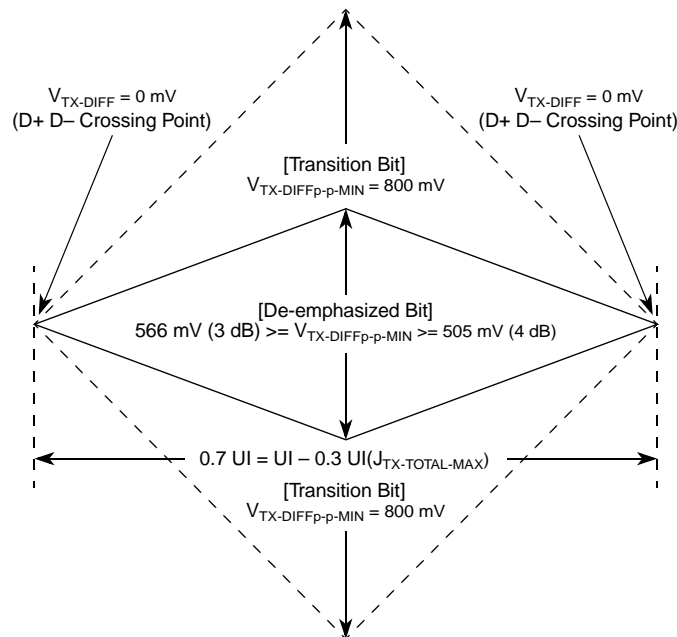 V_TX-DIFF = 0 mV
(D+ D– Crossing Point)
V_TX-DIFF = 0 mV
(D+ D– Crossing Point)
[Transition Bit]
V_TX-DIFFp-p-MIN = 800 mV
[De-emphasized Bit]
566 mV (3 dB) >= V_TX-DIFFp-p-MIN >= 505 mV (4 dB)
0.7 UI = UI – 0.3 UI(J_TX-TOTAL-MAX)
[Transition Bit]
V_TX-DIFFp-p-MIN = 800 mV